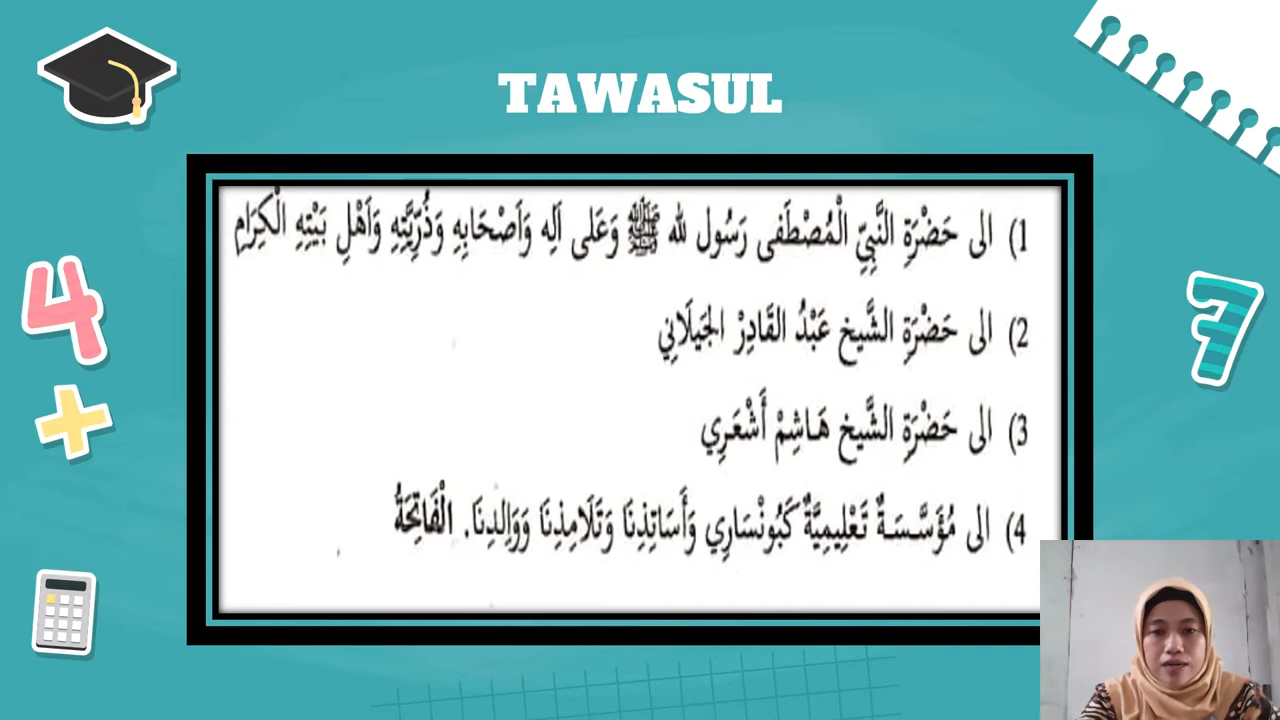 TAWASUL
1) الى حَضْرَةِ النَّبِيِّ الْمُصْطَفَى رَسُول لله ﷺ وَعَلى اَلِه وَاَصْحَابِهِ وَذُرِّيَّتِهِ وَاَهْلِ بَيْتِهِ الْكِرَامِ
2) الى حَضْرَةِ الشَّيخ عَبْدُ القَادِرْ الجَيلَانِي
3) الى حَضْرَةِ الشَّيخ هَاشِمْ أَشْعَرِي
4) الى مُؤَسَّسَةٌ تَعْلِيمِيَّةٌ كَبُونْسَارِي وَأَسَاتِذِنَا وَتَلَامِذِنَا وَوَالِدِنَا. الْفَاتِحَةُ
4
+
7